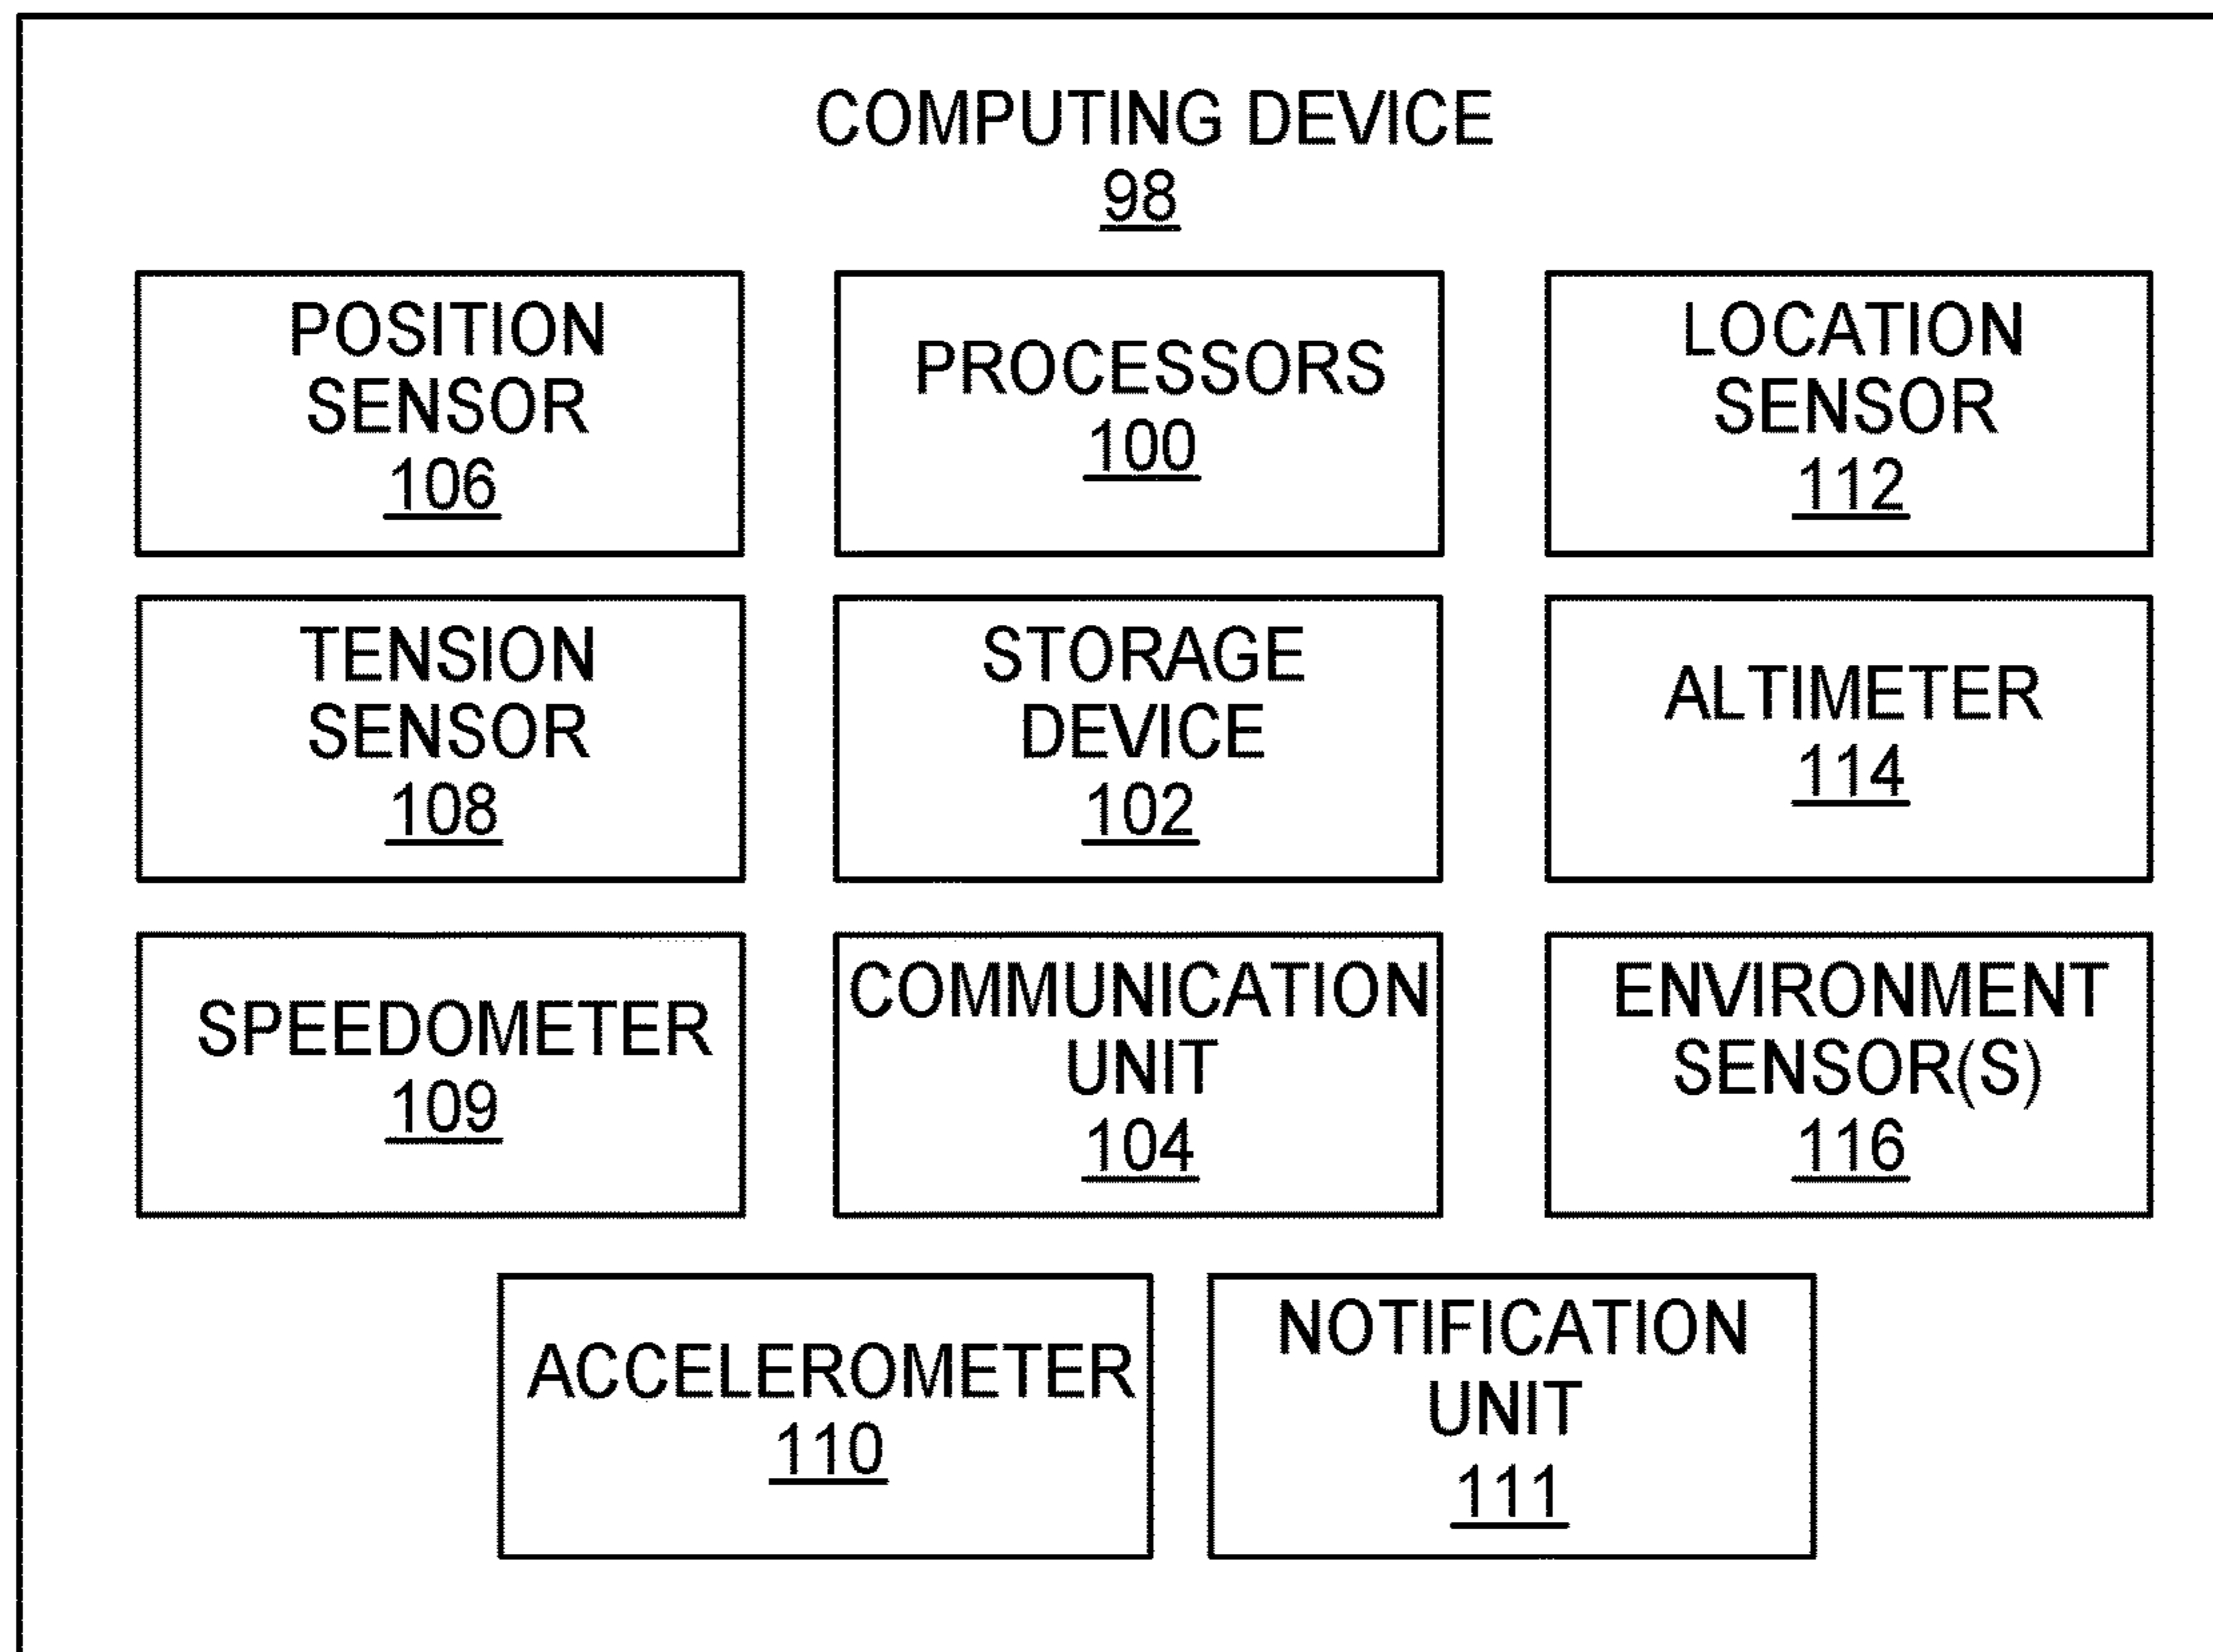 COMPUTING DEVICE
98
POSITION
SENSOR
106
PROCESSORS
100
LOCATION
SENSOR
112
TENSION
SENSOR
108
STORAGE
DEVICE
102
ALTIMETER
114
SPEEDOMETER
109
COMMUNICATION
UNIT
104
ENVIRONMENT
SENSOR(S)
116
ACCELEROMETER
110
NOTIFICATION
UNIT
111